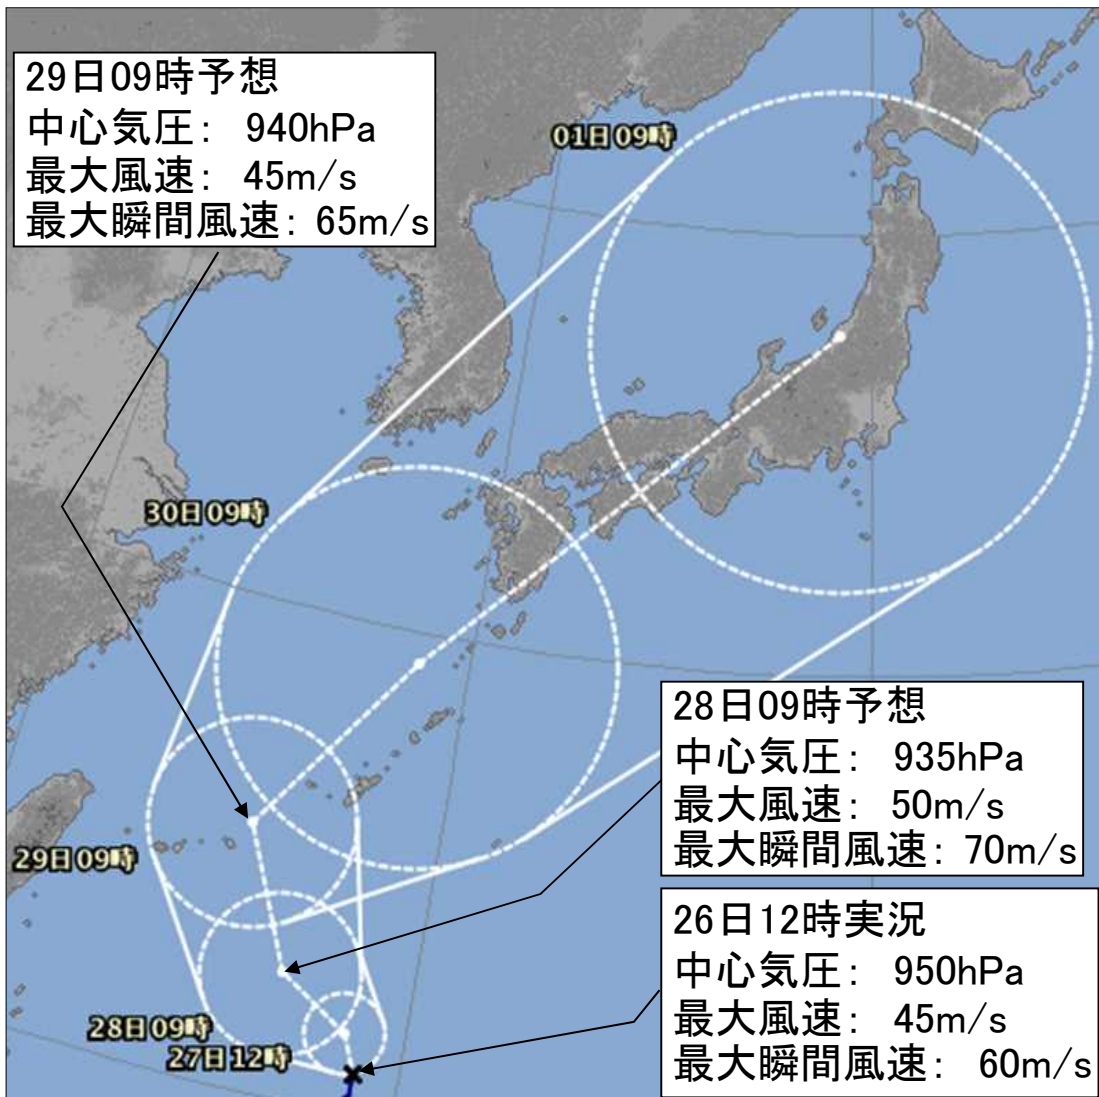 29日09時予想
中心気圧： 940hPa
最大風速： 45m/s
最大瞬間風速：65m/s
01日09時
30日09時
28日09時予想
中心気圧： 935hPa
最大風速： 50m/s
最大瞬間風速：70m/s
29日09時
26日12時実況
中心気圧： 950hPa
最大風速： 45m/s
最大瞬間風速： 60m/s
28日09時
27日12時